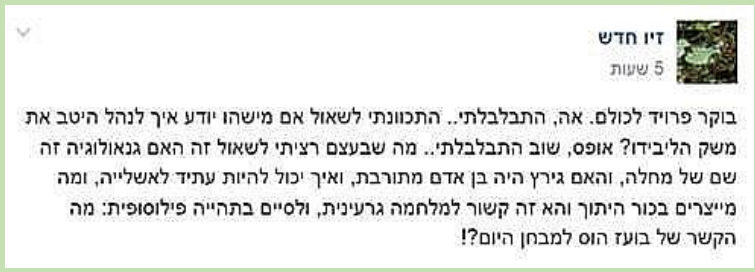 זיו חדש
5 שעות
בוקר פרויד לכולם. אה, התבלבלתי.. התכוונתי לשאול אם מישהו יודע איך לנהל היטב את
משק הליבידו? אופס, שוב התבלבלתי.. מה שבעצם רציתי לשאול זה האם גנאולוגיה זה
שם של מחלה, והאם גירץ היה בן אדם מתורבת, ואיך יכול להיות עתיד לאשלייה, ומה
מייצרים בכור היתוך והא זה קשור למלחמה גרעינית, ולסיים בתהייה פילוסופית: מה
הקשר של בועז הוס למבחן היום?!